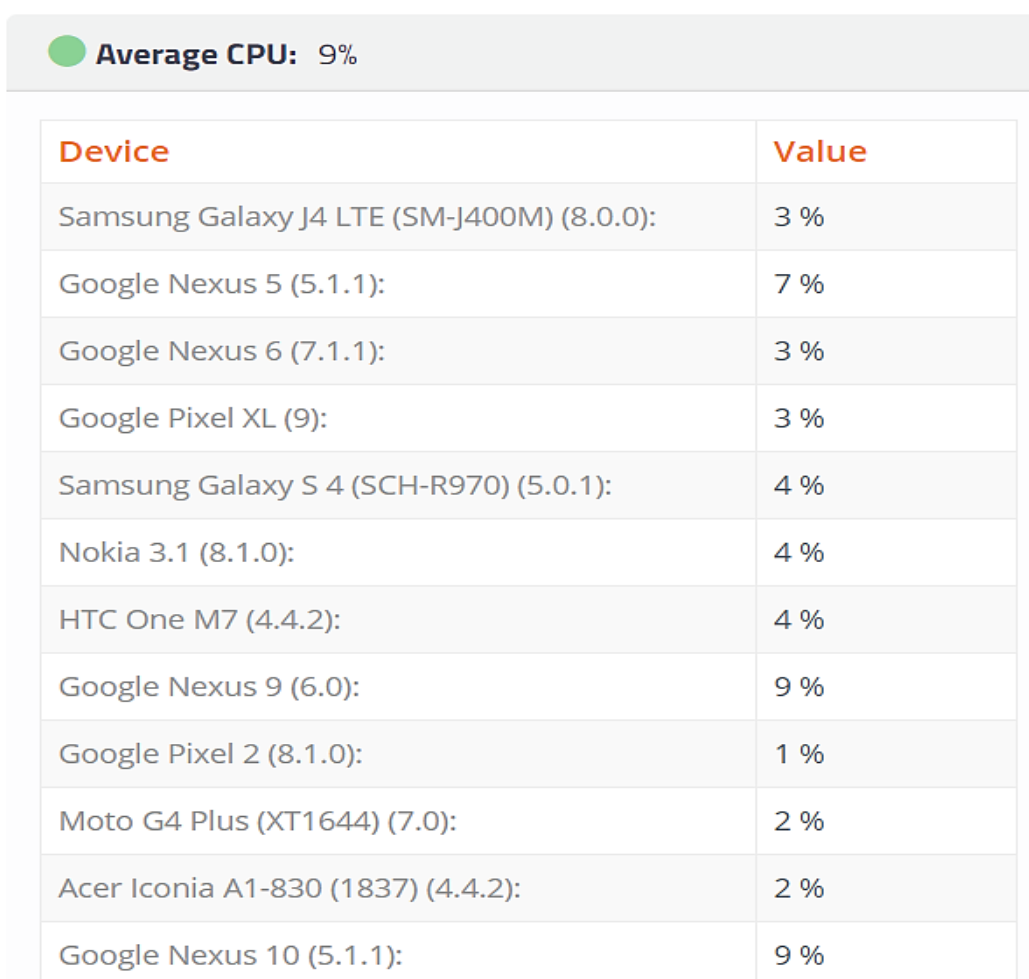 Average CPU: 9%
Device Value
Samsung Galaxy J4 LTE (SM-J400M) (8.0.0): 3 %
Google Nexus 5 (5.1.1): 7 %
Google Nexus 6 (7.1.1): 3 %
Google Pixel XL (9): 3 %
Samsung Galaxy S 4 (SCH-R970) (5.0.1): 4 %
Nokia 3.1 (8.1.0): 4 %
HTC One M7 (4.4.2): 4 %
Google Nexus 9 (6.0): 9 %
Google Pixel 2 (8.1.0): 1 %
Moto G4 Plus (XT1644) (7.0): 2 %
Acer Iconia A1-830 (1837) (4.4.2): 2 %
Google Nexus 10 (5.1.1): 9 %